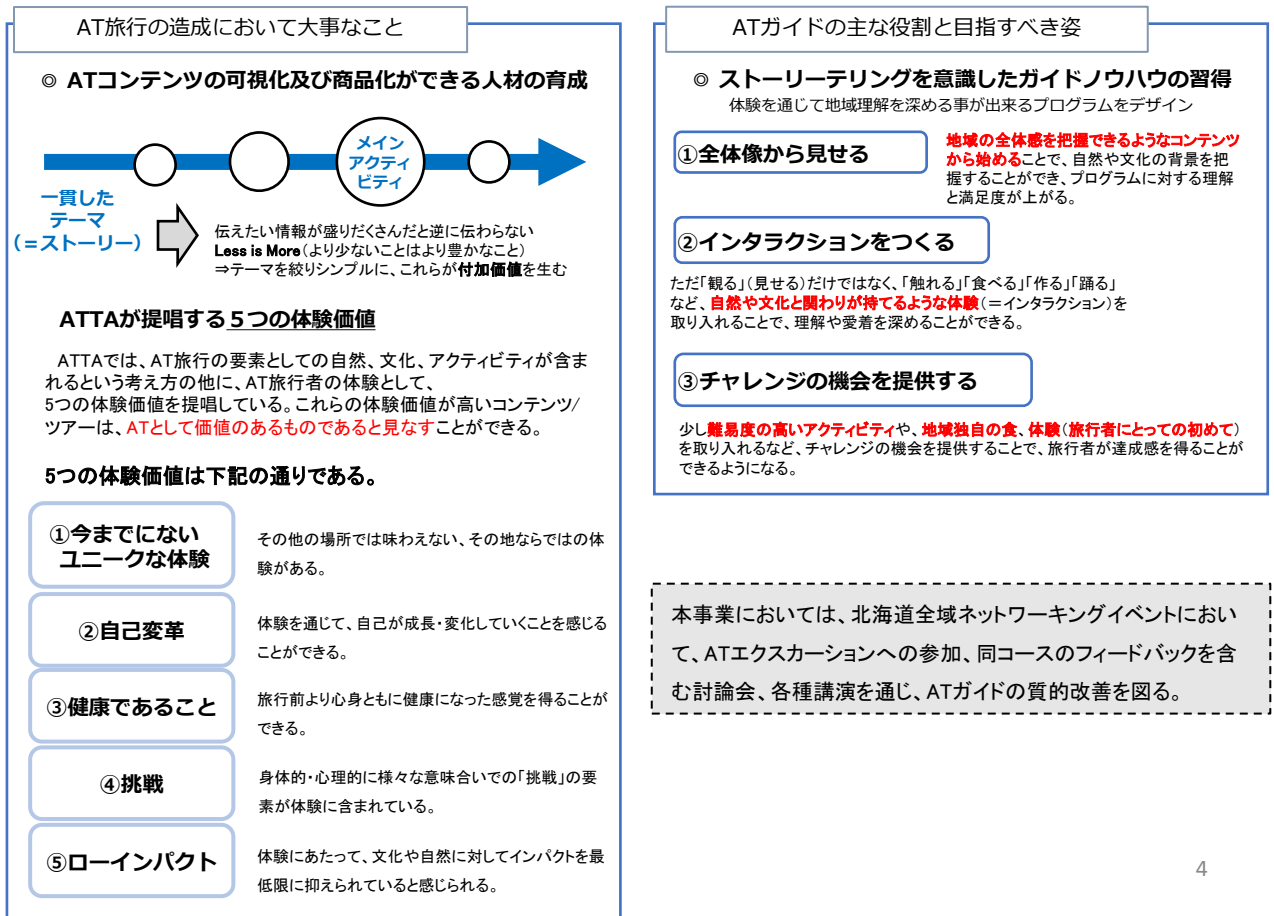 AT旅行の造成において大事なこと
◎ ATコンテンツの可視化及び商品化ができる人材の育成
メイン
アクティ
ビティ
一貫した
テーマ
(=ストーリー)
伝えたい情報が盛りだくさんだと逆に伝わらない
Less is More(より少ないことはより豊かなこと)
⇒テーマを絞りシンプルに、これらが付加価値を生む
ATTAが提唱する５つの体験価値
ATTAでは、AT旅行の要素としての自然、文化、アクティビティが含ま
れるという考え方の他に、AT旅行者の体験として、
5つの体験価値を提唱している。これらの体験価値が高いコンテンツ/
ツアーは、ATとして価値のあるものであると見なすことができる。
5つの体験価値は下記の通りである。
①今までにない
ユニークな体験
その他の場所では味わえない、その地ならではの体
験がある。
②自己変革
体験を通じて、自己が成長・変化していくことを感じる
ことができる。
③健康であること
旅行前より心身ともに健康になった感覚を得ることが
できる。
④挑戦
身体的・心理的に様々な意味合いでの「挑戦」の要
素が体験に含まれている。
⑤ローインパクト
体験にあたって、文化や自然に対してインパクトを最
低限に抑えられていると感じられる。
ATガイドの主な役割と目指すべき姿
◎ ストーリーテリングを意識したガイドノウハウの習得
体験を通じて地域理解を深める事が出来るプログラムをデザイン
①全体像から見せる
地域の全体感を把握できるようなコンテンツ
から始めることで、自然や文化の背景を把
握することができ、プログラムに対する理解
と満足度が上がる。
②インタラクションをつくる
ただ「観る」(見せる)だけではなく、「触れる」「食べる」「作る」「踊る」
など、自然や文化と関わりが持てるような体験(=インタラクション)を
取り入れることで、理解や愛着を深めることができる。
③チャレンジの機会を提供する
少し難易度の高いアクティビティや、地域独自の食、体験(旅行者にとっての初めて)
を取り入れるなど、チャレンジの機会を提供することで、旅行者が達成感を得ることが
できるようになる。
本事業においては、北海道全域ネットワーキングイベントにおい
て、ATエクスカーションへの参加、同コースのフィードバックを含
む討論会、各種講演を通じ、ATガイドの質的改善を図る。
4